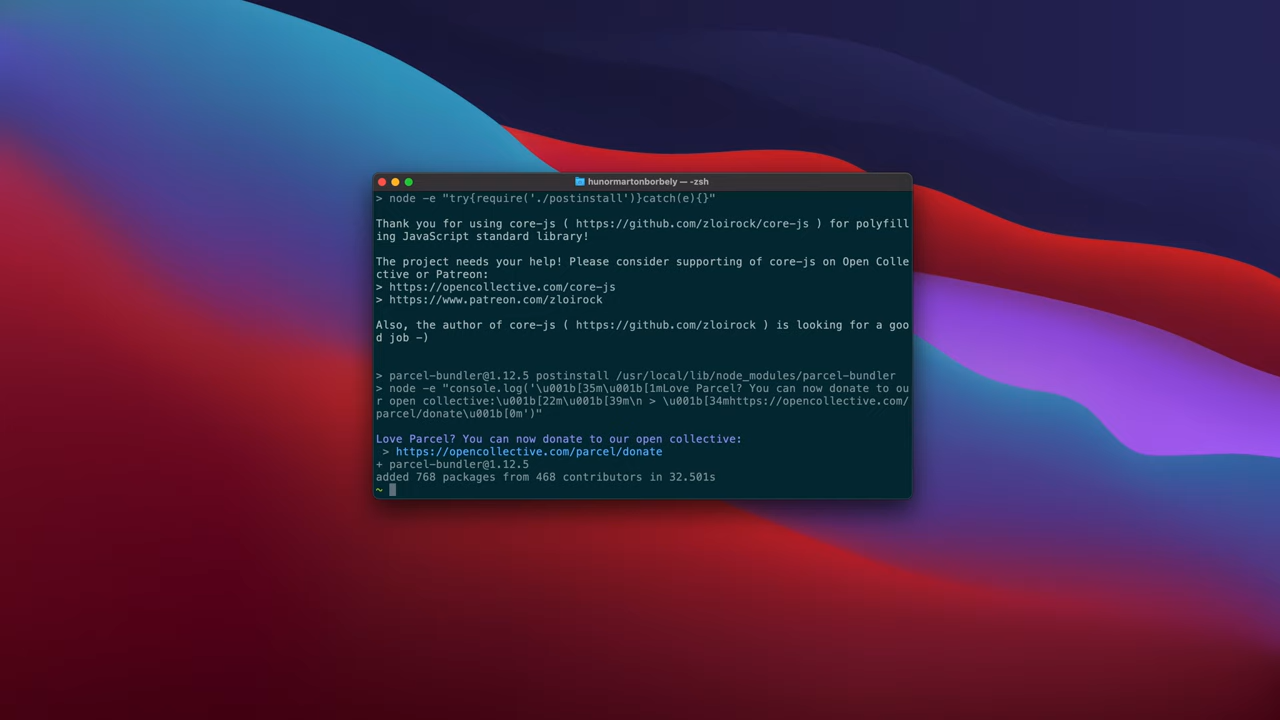 hunormartonborbely — -zsh
> node -e "try{require('./postinstall')}catch(e){}"
Thank you for using core-js ( https://github.com/zloirock/core-js ) for polyfill
ing JavaScript standard library!
The project needs your help! Please consider supporting of core-js on Open Colle
ctive or Patreon:
> https://opencollective.com/core-js
> https://www.patreon.com/zloirock
Also, the author of core-js ( https://github.com/zloirock ) is looking for a goo
d job -)
> parcel-bundler@1.12.5 postinstall /usr/local/lib/node_modules/parcel-bundler
> node -e "console.log('\u001b[35m\u001b[1mLove Parcel? You can now donate to ou
r open collective:\u001b[22m\u001b[39m\n > \u001b[34mhttps://opencollective.com/
parcel/donate\u001b[0m')"
Love Parcel? You can now donate to our open collective:
> https://opencollective.com/parcel/donate
+ parcel-bundler@1.12.5
added 768 packages from 468 contributors in 32.501s
~